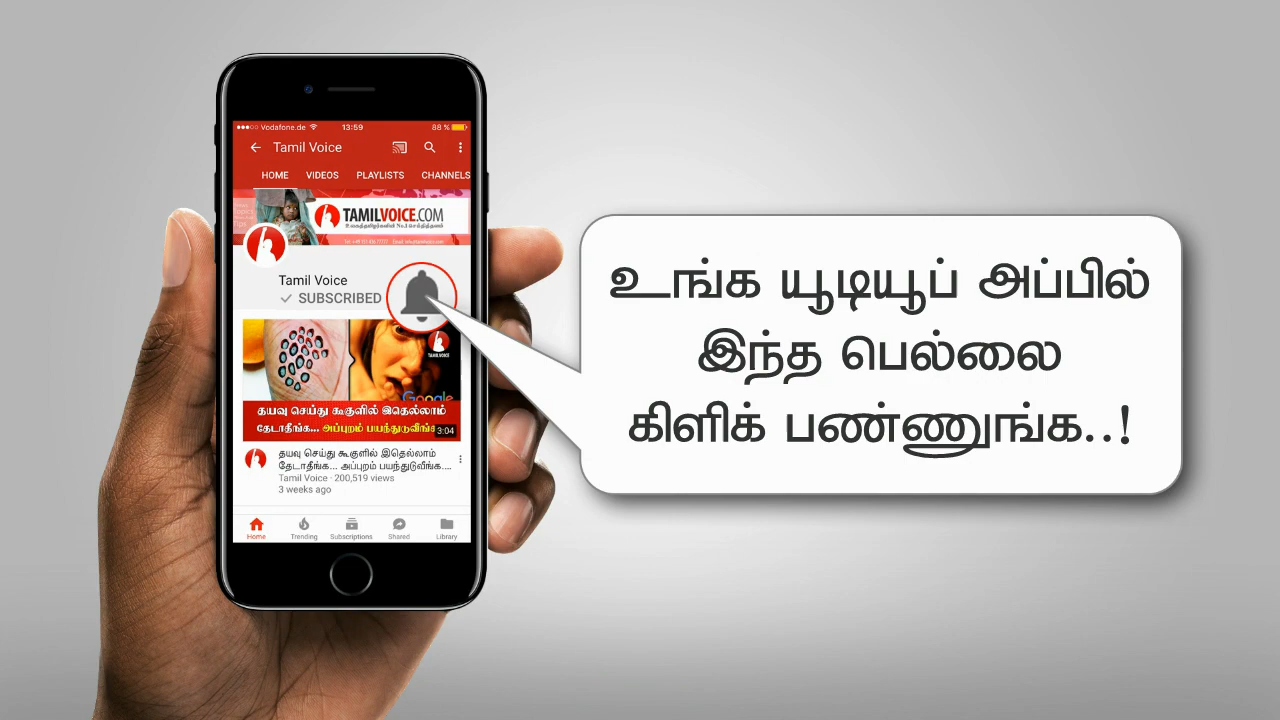 Vodafone.de 13:59 88 %
Tamil Voice
HOME VIDEOS PLAYLISTS CHANNELS
TAMILVOICE.COM
Tamil Voice
SUBSCRIBED
TAMILVOICE
Google
தயவு செய்து கூகுளில் இதெல்லாம்
தேடாதீங்க... அப்புறம் பயந்துடுவீங்க
3:04
தயவு செய்து கூகுளில் இதெல்லாம்
தேடாதீங்க... அப்புறம் பயந்துடுவீங்க....
Tamil Voice · 200,519 views
3 weeks ago
Home Trending Subscriptions Shared Library
உங்க யூடியூப் அப்பில்
இந்த பெல்லை
கிளிக் பண்ணுங்க..!